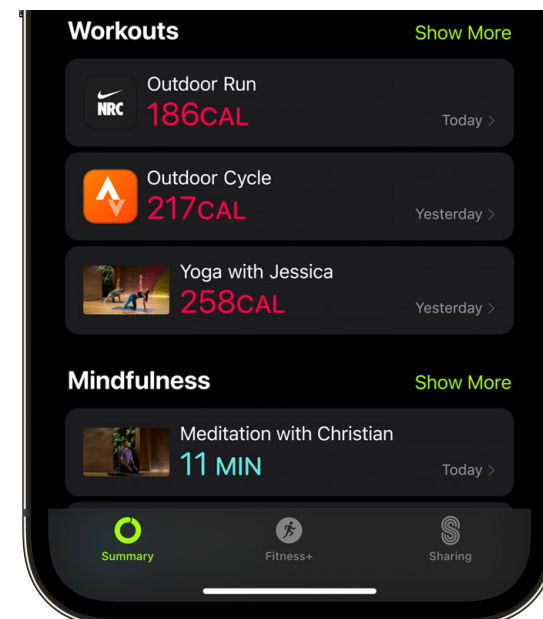 Workouts
Show More
NRC
Outdoor Run
186CAL
Today
Outdoor Cycle
217CAL
Yesterday
Yoga with Jessica
258CAL
Yesterday
Mindfulness
Show More
Meditation with Christian
11 MIN
Today
Summary
Fitness+
Sharing